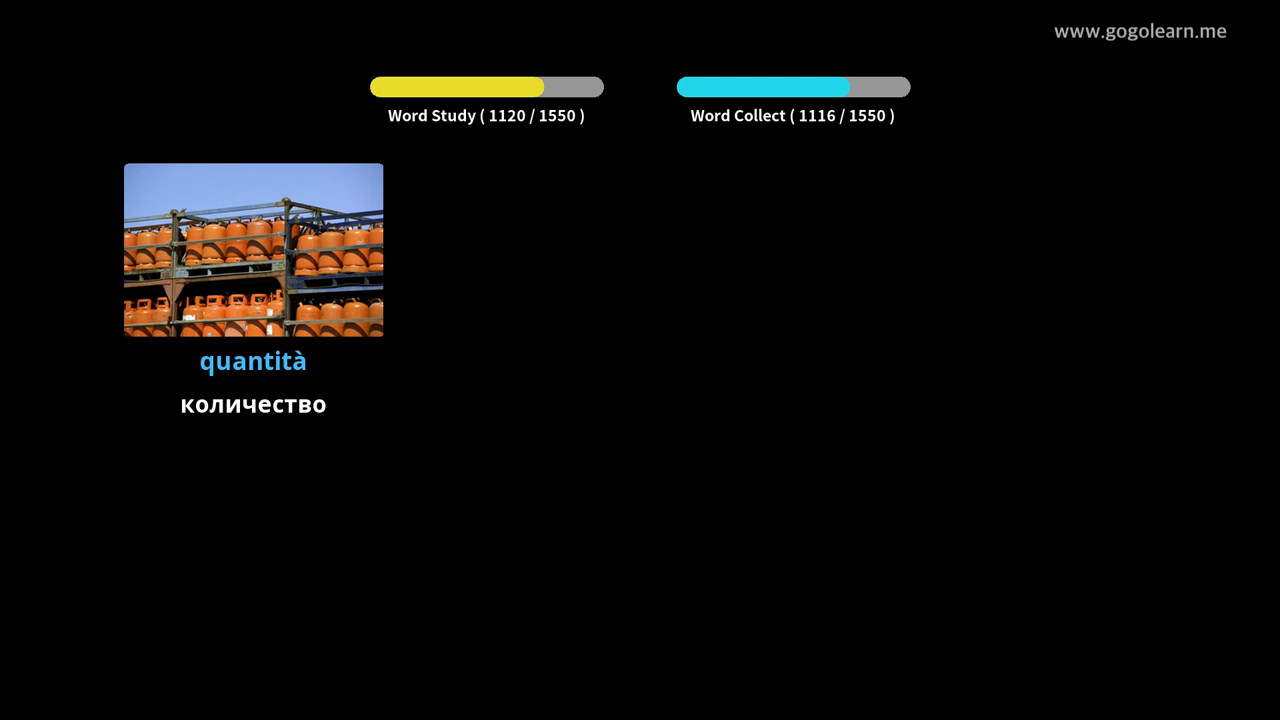 www.gogolearn.me
Word Study ( 1120 / 1550 )
Word Collect ( 1116 / 1550 )
quantità
количество